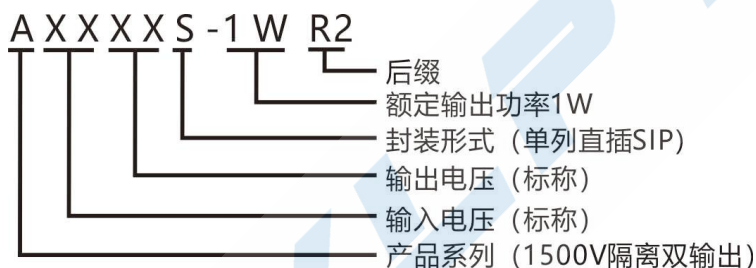 AXXXXS-1W R2
后缀
额定输出功率1W
封装形式（单列直插SIP）
输出电压（标称）
输入电压（标称）
产品系列（1500V隔离双输出）